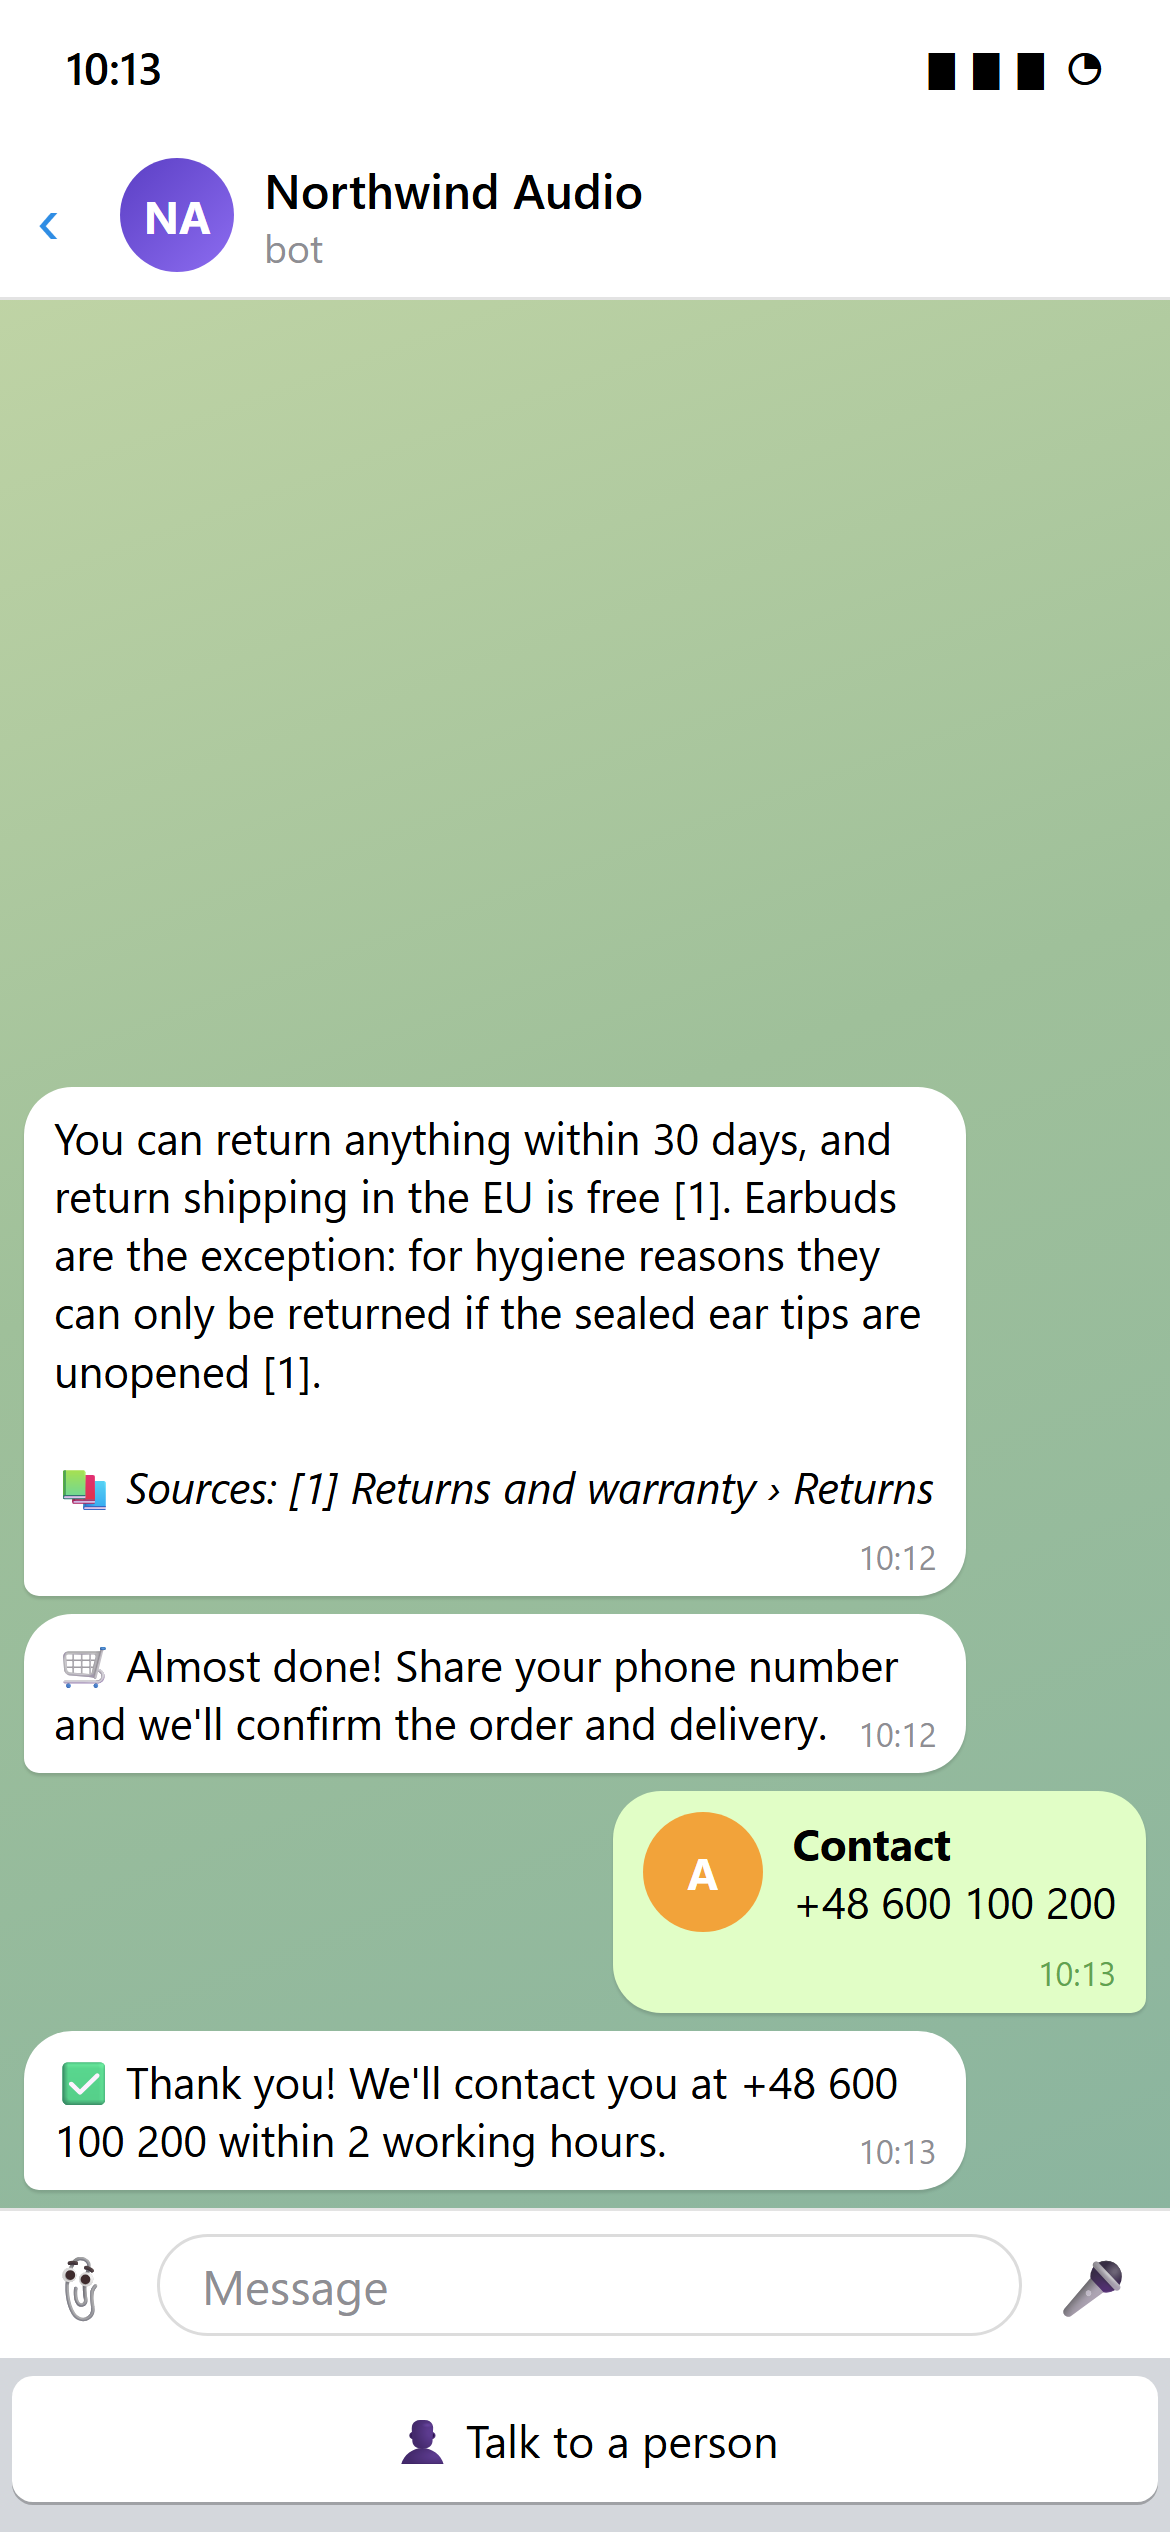 10:13
‹
NA
Northwind Audio
bot
You can return anything within 30 days, and
return shipping in the EU is free [1]. Earbuds
are the exception: for hygiene reasons they
can only be returned if the sealed ear tips are
unopened [1].
📚 Sources: [1] Returns and warranty › Returns
10:12
🛒 Almost done! Share your phone number
and we'll confirm the order and delivery. 10:12
A
Contact
+48 600 100 200
10:13
✅ Thank you! We'll contact you at +48 600
100 200 within 2 working hours. 10:13
Message
👤 Talk to a person